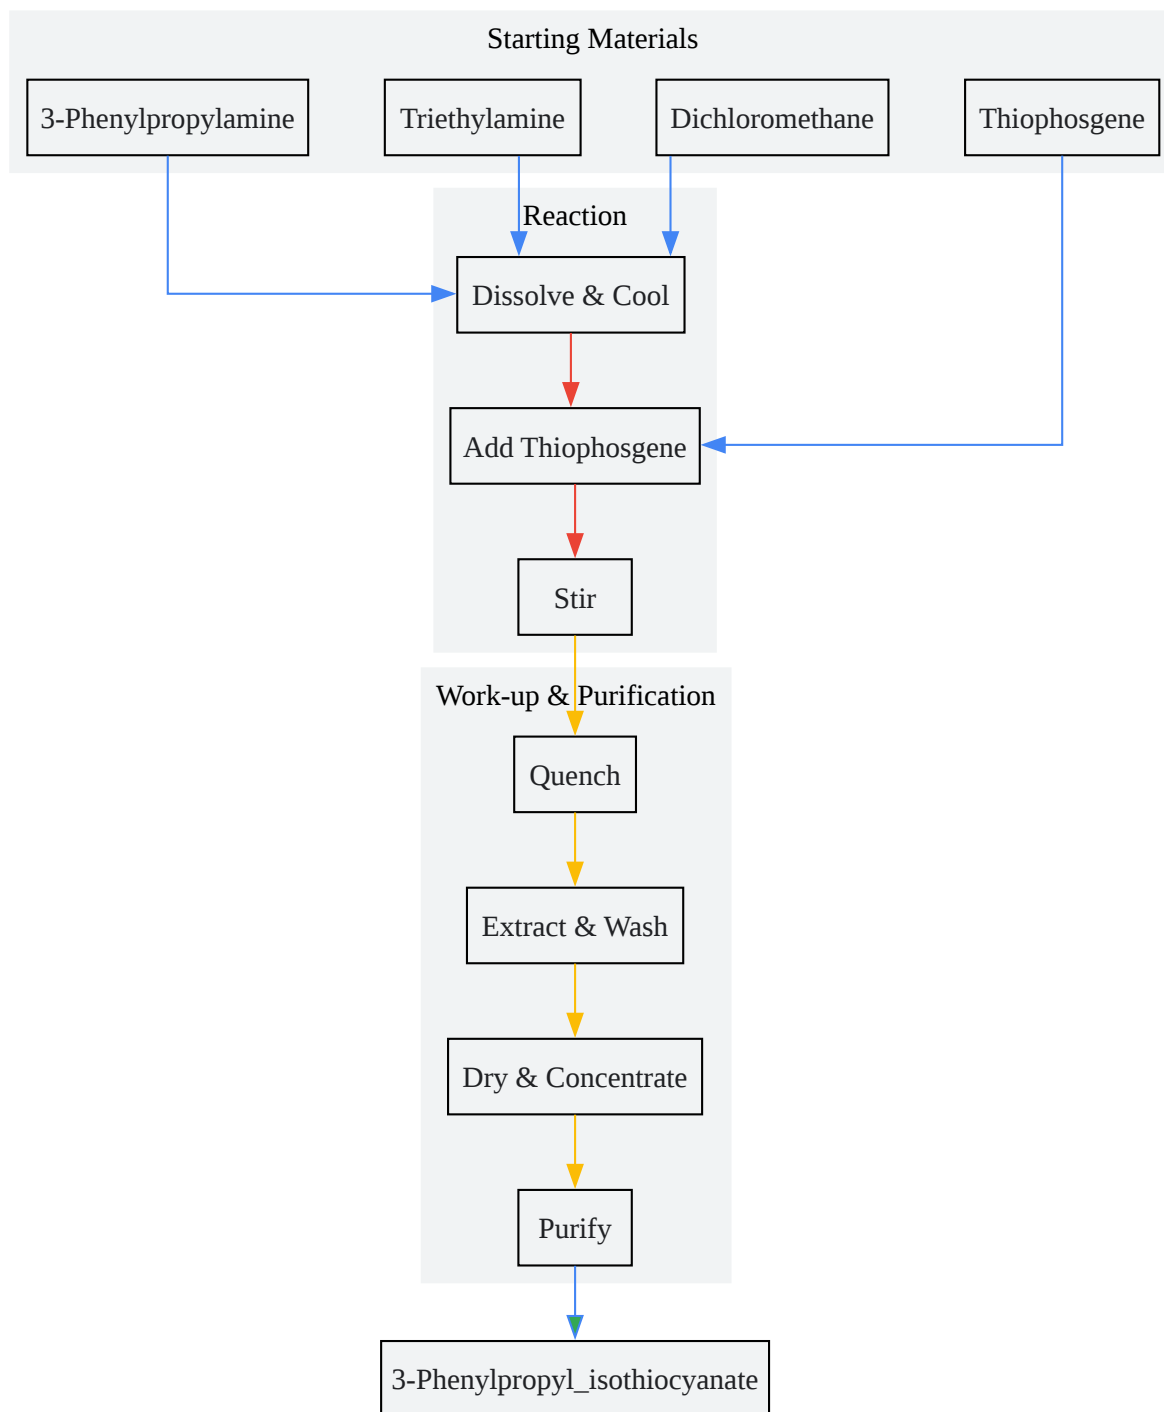 Starting Materials
3-Phenylpropylamine
Triethylamine
Dichloromethane
Thiophosgene
Reaction
Dissolve & Cool
Add Thiophosgene
Stir
Work-up & Purification
Quench
Extract & Wash
Dry & Concentrate
Purify
3-Phenylpropyl_isothiocyanate